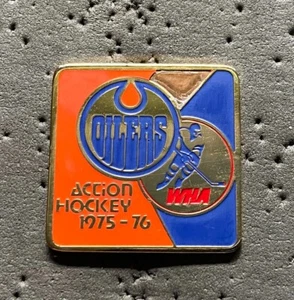 OILERS
WHA
ACTION
HOCKEY
1975-76